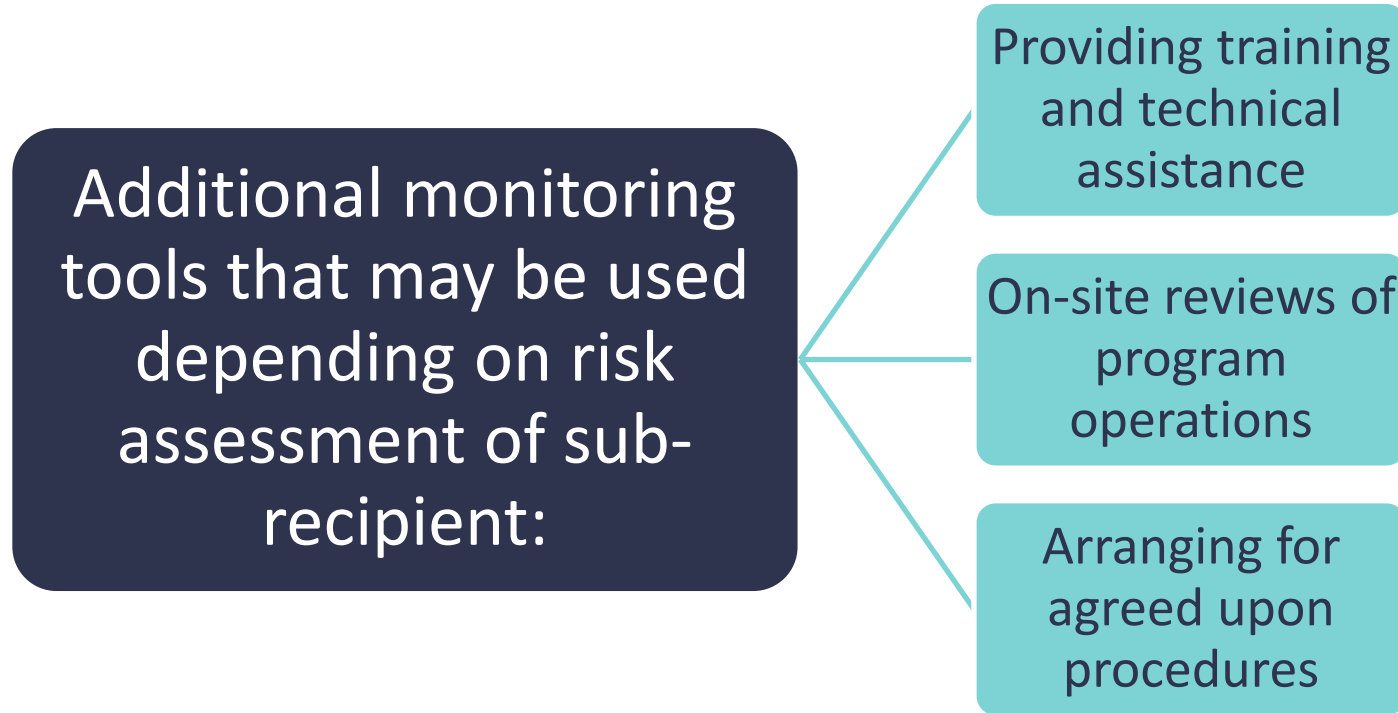 Additional monitoring
tools that may be used
depending on risk
assessment of sub-
recipient:
Providing training
and technical
assistance
On-site reviews of
program
operations
Arranging for
agreed upon
procedures